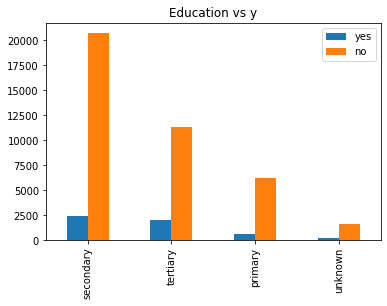 Education vs y
yes
no
20000
17500
15000
12500
10000
7500
5000
2500
0
secondary
tertiary
primary
unknown